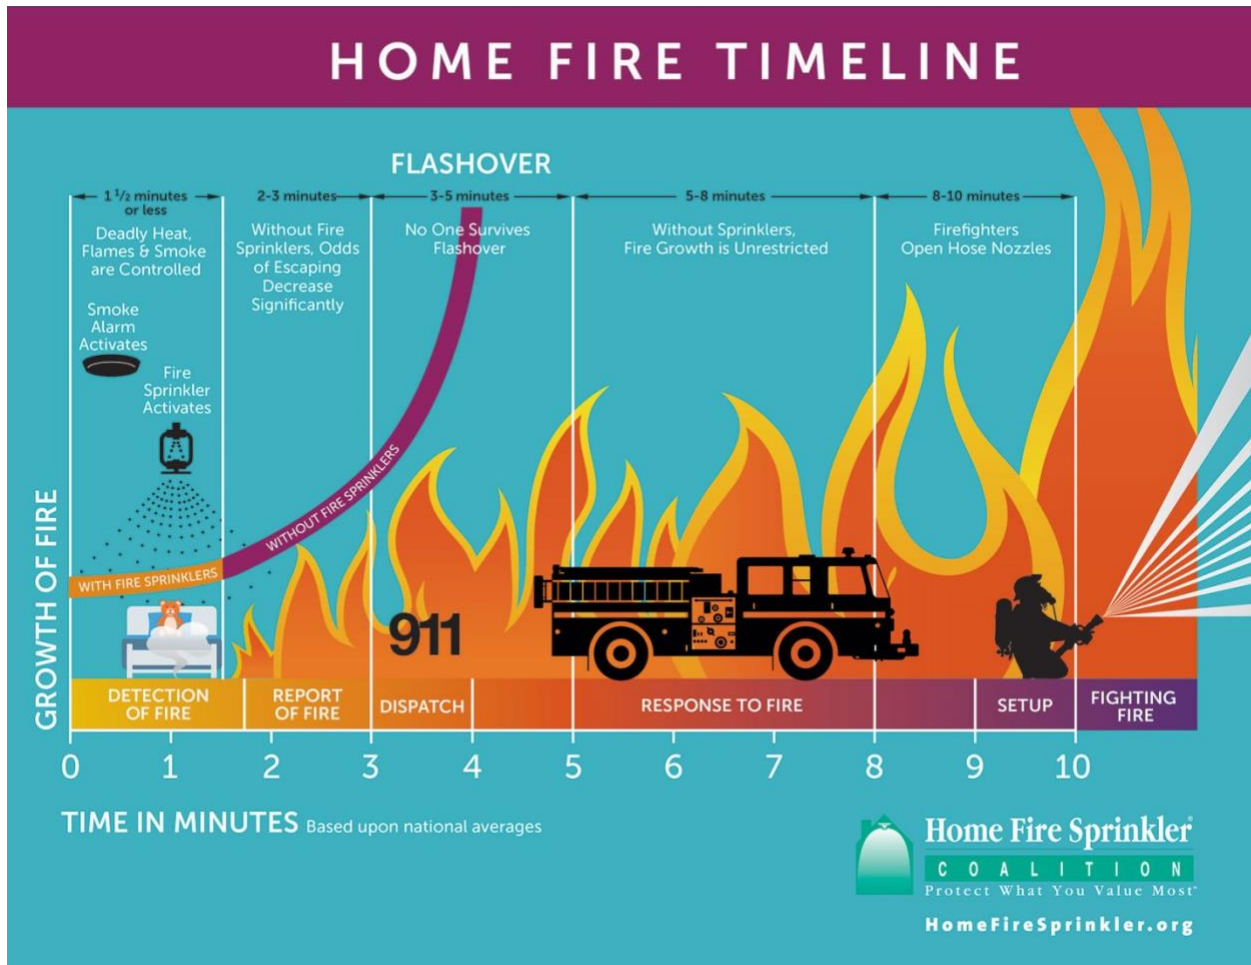 HOME FIRE TIMELINE
FLASHOVER
1 1/2 minutes
or less
Deadly Heat,
Flames & Smoke
are Controlled
Smoke
Alarm
Activates
Fire
Sprinkler
Activates
2-3 minutes
Without Fire
Sprinklers, Odds
of Escaping
Decrease
Significantly
3-5 minutes
No One Survives
Flashover
5-8 minutes
Without Sprinklers,
Fire Growth is Unrestricted
8-10 minutes
Firefighters
Open Hose Nozzles
GROWTH OF FIRE
WITH FIRE SPRINKLERS
WITHOUT FIRE SPRINKLERS
911
DETECTION
OF FIRE
REPORT
OF FIRE
DISPATCH
RESPONSE TO FIRE
SETUP
FIGHTING
FIRE
0 1 2 3 4 5 6 7 8 9 10
TIME IN MINUTES Based upon national averages
Home Fire Sprinkler®
COALITION
Protect What You Value Most™
HomeFireSprinkler.org